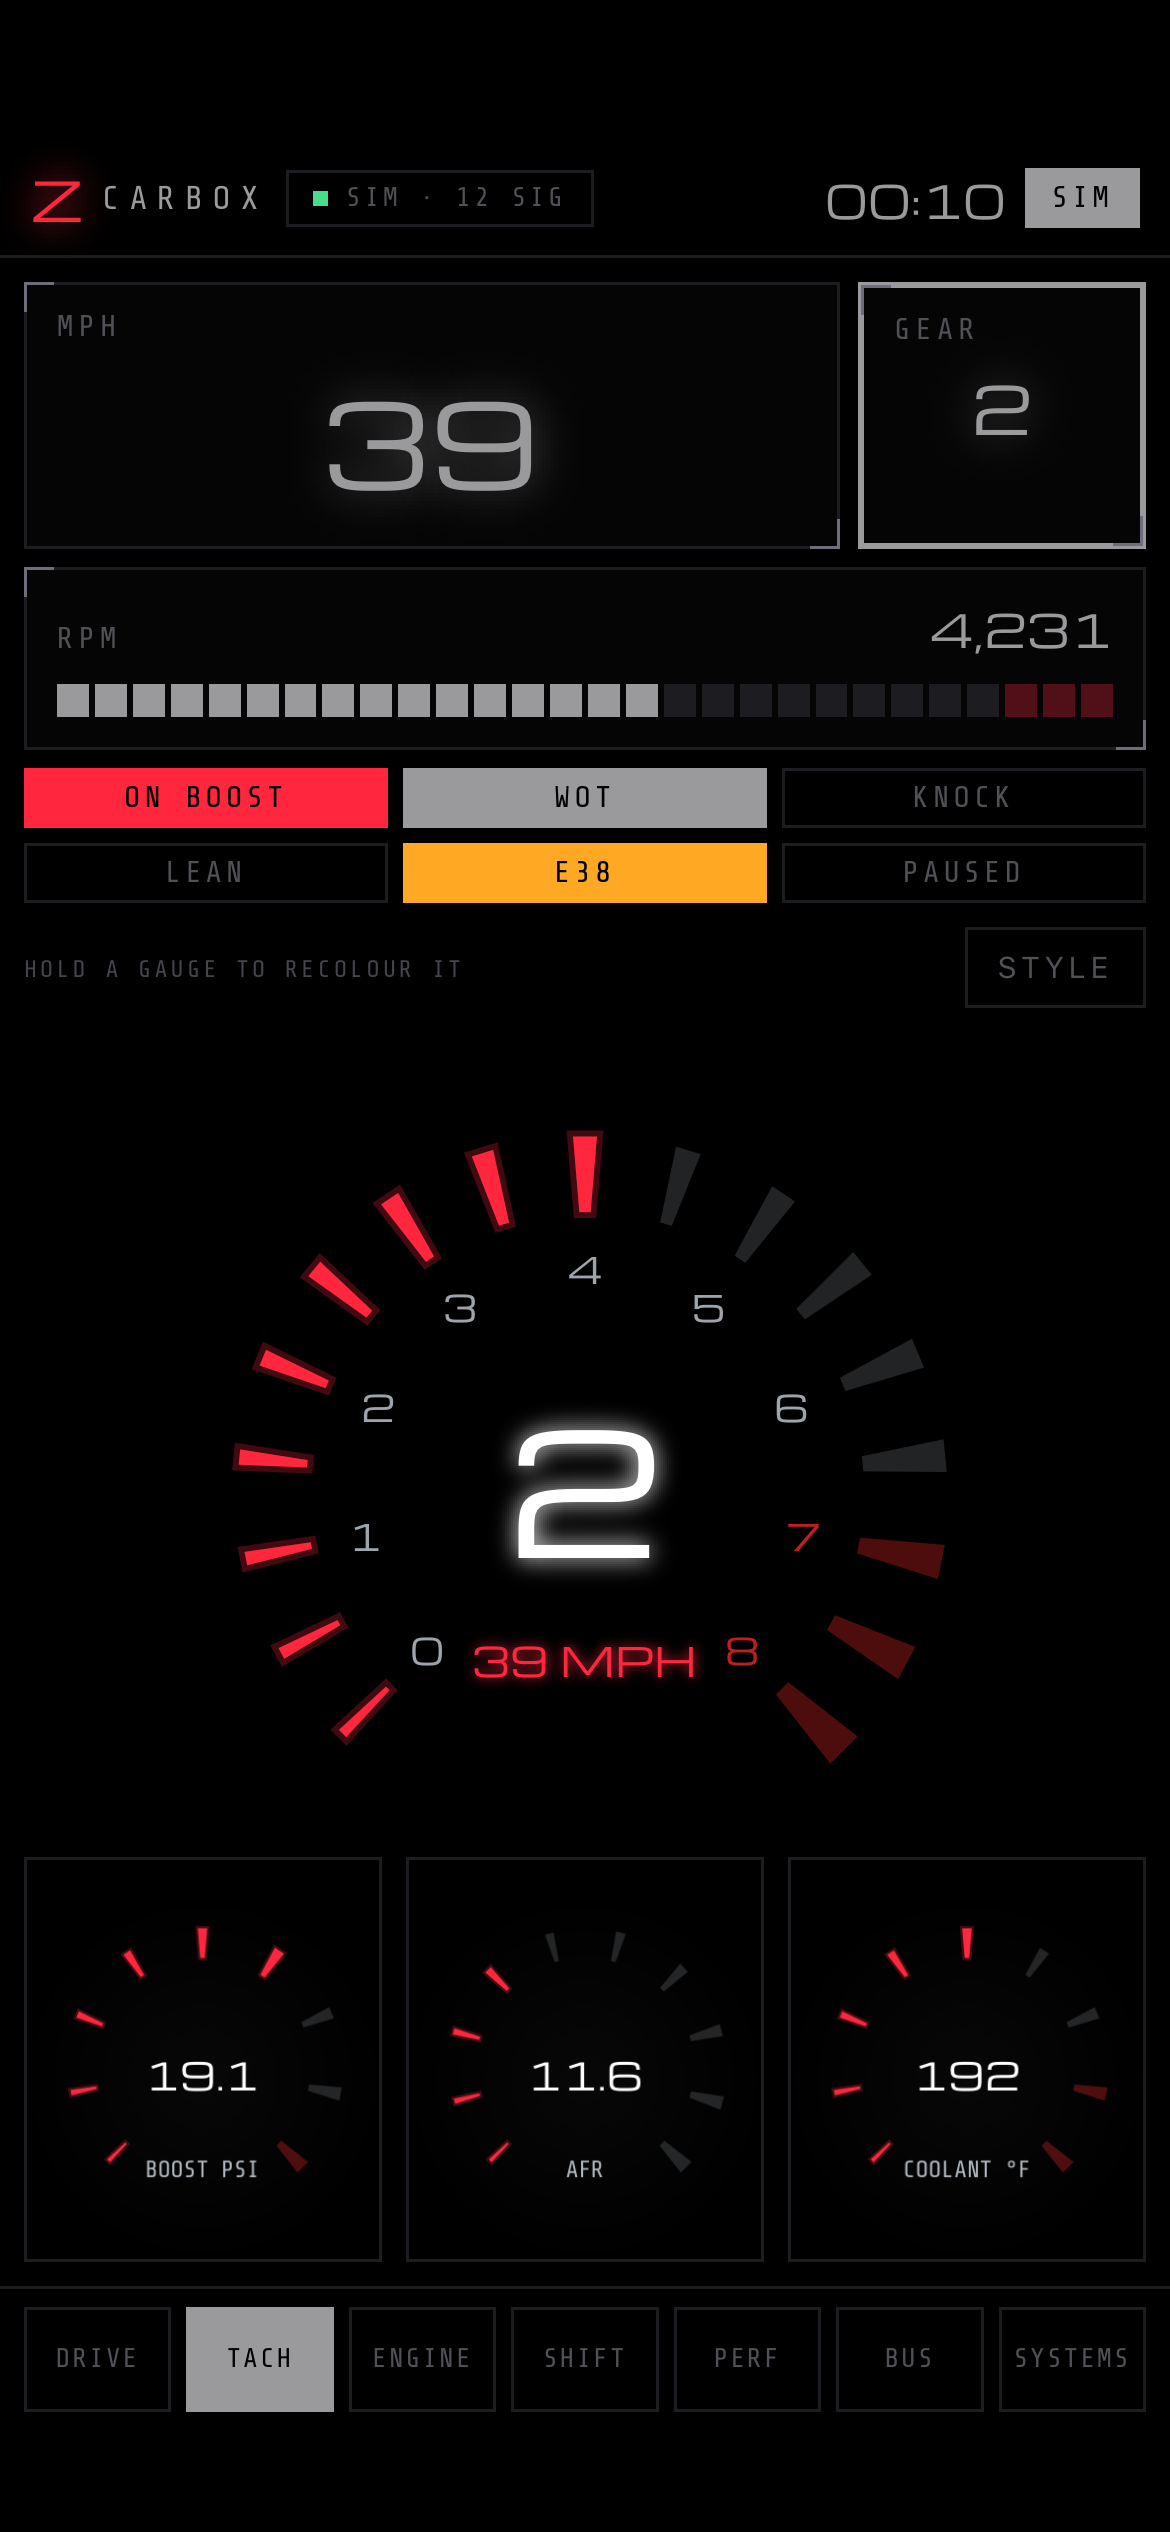 Z CARBOX SIM · 12 SIG 00:10 SIM
MPH
39
GEAR
2
RPM 4,231
ON BOOST WOT KNOCK
LEAN E38 PAUSED
HOLD A GAUGE TO RECOLOUR IT STYLE
4
3 5
2 6
2
1 7
0 39 MPH 8
19.1 11.6 192
BOOST PSI AFR COOLANT °F
DRIVE TACH ENGINE SHIFT PERF BUS SYSTEMS